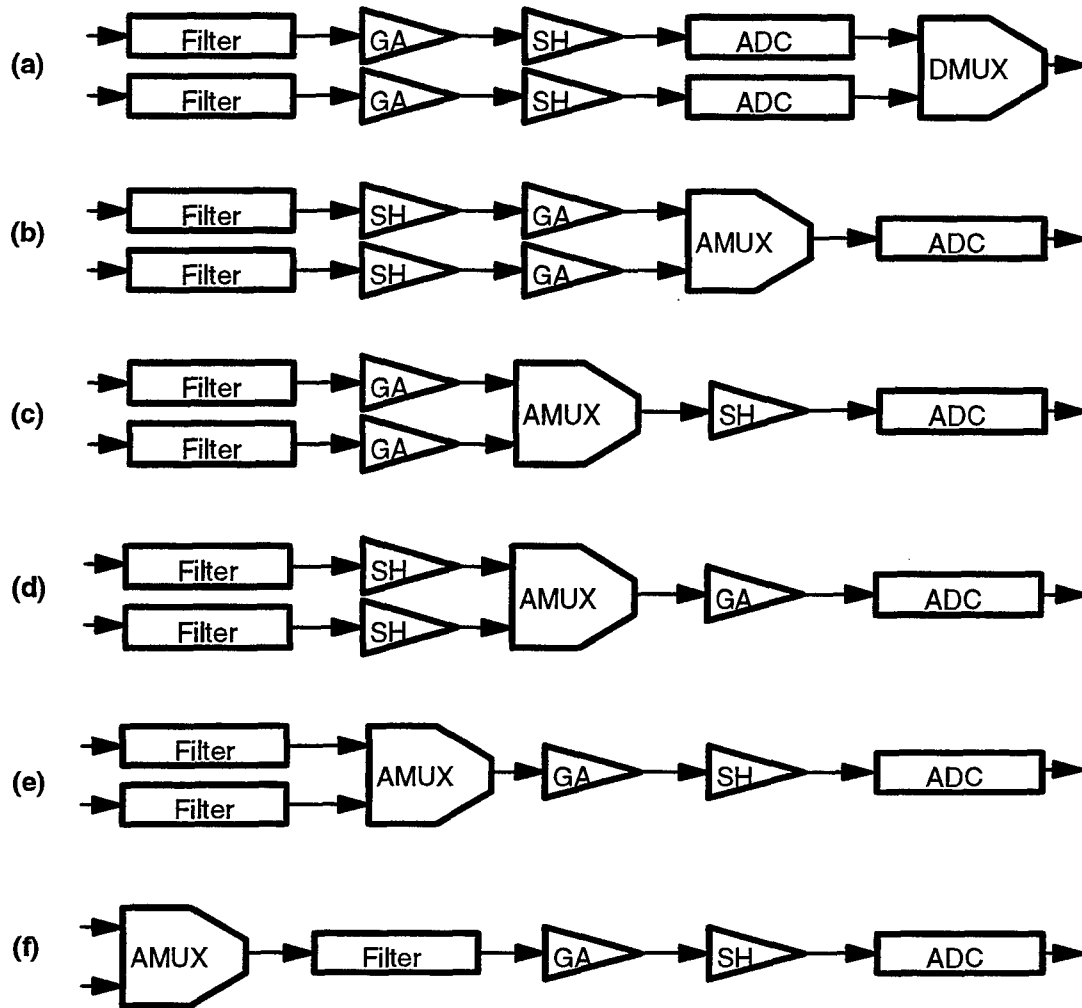 Filter GA SH ADC
(a) DMUX
Filter GA SH ADC
Filter SH GA
(b) AMUX ADC
Filter SH GA
Filter GA
(c) AMUX SH ADC
Filter GA
Filter SH
(d) AMUX GA ADC
Filter SH
Filter
(e) AMUX GA SH ADC
Filter
(f) AMUX Filter GA SH ADC